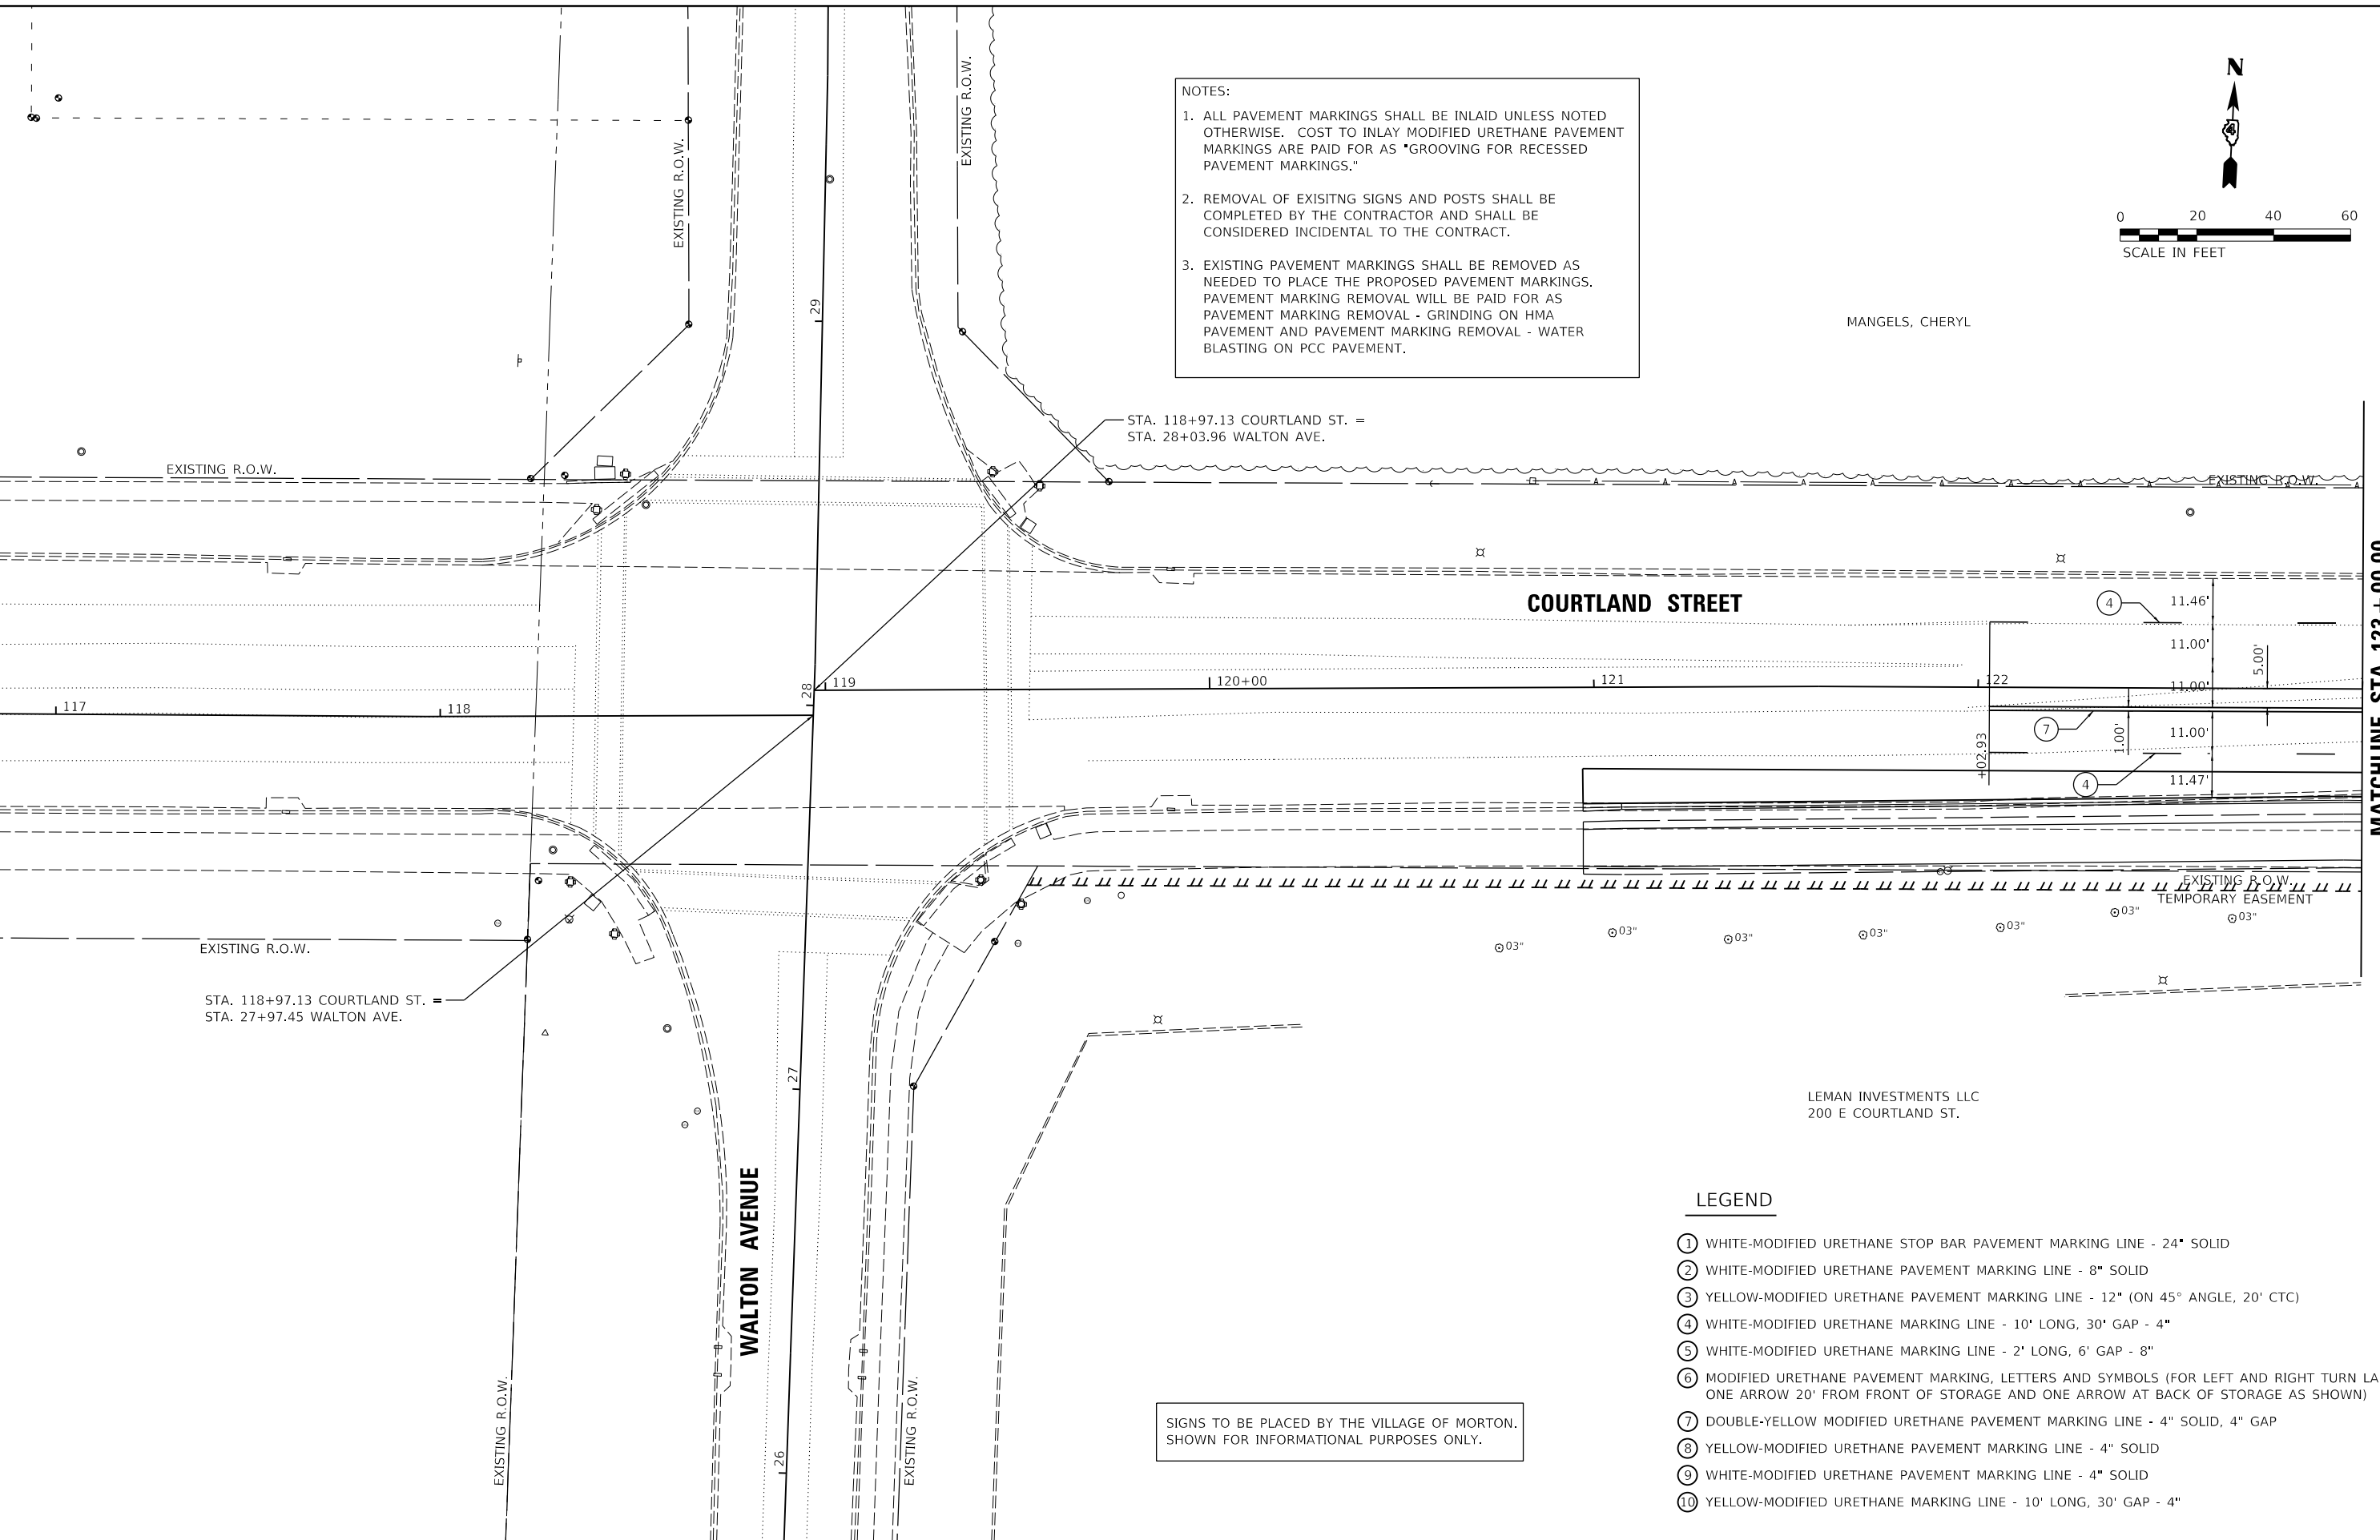 EXISTING R.O.W.
EXISTING R.O.W.
29
NOTES:
1. ALL PAVEMENT MARKINGS SHALL BE INLAID UNLESS NOTED
OTHERWISE. COST TO INLAY MODIFIED URETHANE PAVEMENT
MARKINGS ARE PAID FOR AS "GROOVING FOR RECESSED
PAVEMENT MARKINGS."
2. REMOVAL OF EXISITNG SIGNS AND POSTS SHALL BE
COMPLETED BY THE CONTRACTOR AND SHALL BE
CONSIDERED INCIDENTAL TO THE CONTRACT.
3. EXISTING PAVEMENT MARKINGS SHALL BE REMOVED AS
NEEDED TO PLACE THE PROPOSED PAVEMENT MARKINGS.
PAVEMENT MARKING REMOVAL WILL BE PAID FOR AS
PAVEMENT MARKING REMOVAL - GRINDING ON HMA
PAVEMENT AND PAVEMENT MARKING REMOVAL - WATER
BLASTING ON PCC PAVEMENT.
N
4
0 20 40 60
SCALE IN FEET
MANGELS, CHERYL
STA. 118+97.13 COURTLAND ST. =
STA. 28+03.96 WALTON AVE.
EXISTING R.O.W.
EXISTING R.O.W.
COURTLAND STREET
4
11.46'
11.00'
5.00'
11.00'
117
118
28
119
120+00
121
122
7
+02.93
1.00'
11.00'
4
11.47'
MATCHLINE STA. 123+00.00
EXISTING R.O.W.
TEMPORARY EASEMENT
03"
03"
03"
03"
03"
03"
03"
EXISTING R.O.W.
STA. 118+97.13 COURTLAND ST. =
STA. 27+97.45 WALTON AVE.
27
LEMAN INVESTMENTS LLC
200 E COURTLAND ST.
WALTON AVENUE
EXISTING R.O.W.
26
EXISTING R.O.W.
SIGNS TO BE PLACED BY THE VILLAGE OF MORTON.
SHOWN FOR INFORMATIONAL PURPOSES ONLY.
LEGEND
1 WHITE-MODIFIED URETHANE STOP BAR PAVEMENT MARKING LINE - 24" SOLID
2 WHITE-MODIFIED URETHANE PAVEMENT MARKING LINE - 8" SOLID
3 YELLOW-MODIFIED URETHANE PAVEMENT MARKING LINE - 12" (ON 45° ANGLE, 20' CTC)
4 WHITE-MODIFIED URETHANE MARKING LINE - 10' LONG, 30' GAP - 4"
5 WHITE-MODIFIED URETHANE MARKING LINE - 2' LONG, 6' GAP - 8"
6 MODIFIED URETHANE PAVEMENT MARKING, LETTERS AND SYMBOLS (FOR LEFT AND RIGHT TURN LA
ONE ARROW 20' FROM FRONT OF STORAGE AND ONE ARROW AT BACK OF STORAGE AS SHOWN)
7 DOUBLE-YELLOW MODIFIED URETHANE PAVEMENT MARKING LINE - 4" SOLID, 4" GAP
8 YELLOW-MODIFIED URETHANE PAVEMENT MARKING LINE - 4" SOLID
9 WHITE-MODIFIED URETHANE PAVEMENT MARKING LINE - 4" SOLID
10 YELLOW-MODIFIED URETHANE MARKING LINE - 10' LONG, 30' GAP - 4"